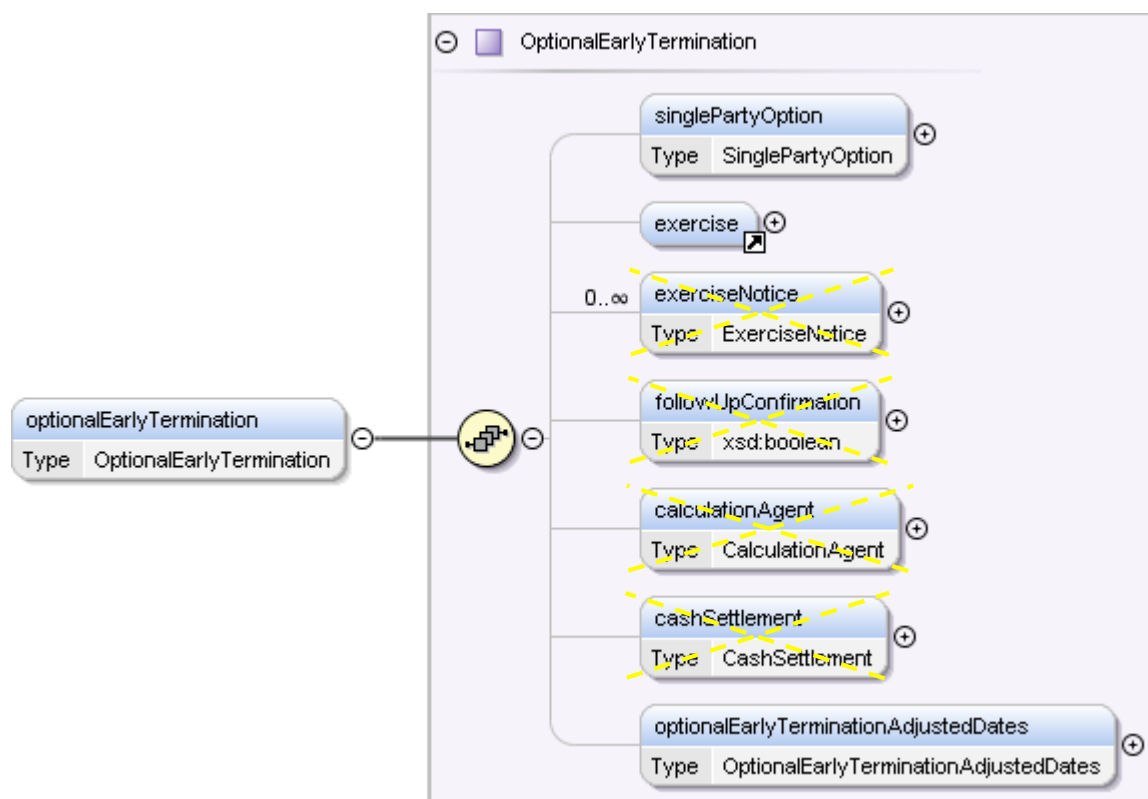 OptionalEarlyTermination
singlePartyOption
Type SinglePartyOption
exercise
0..∞
exerciseNotice
Type ExerciseNotice
followUpConfirmation
Type xsd:boolean
optionalEarlyTermination
Type OptionalEarlyTermination
calculationAgent
Type CalculationAgent
cashSettlement
Type CashSettlement
optionalEarlyTerminationAdjustedDates
Type OptionalEarlyTerminationAdjustedDates